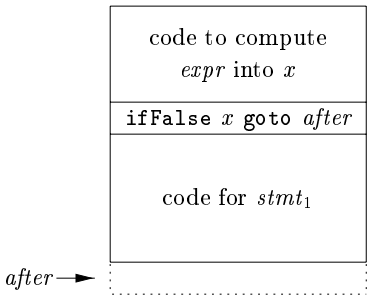 code to compute
expr into x
ifFalse x goto after
code for stmt₁
after